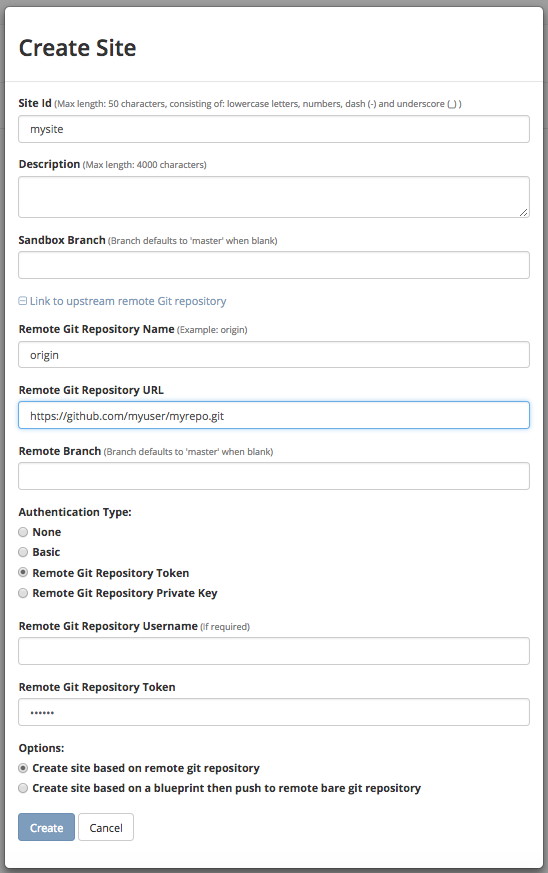 Create Site
Site Id (Max length: 50 characters, consisting of: lowercase letters, numbers, dash (-) and underscore (_) )
mysite
Description (Max length: 4000 characters)
Sandbox Branch (Branch defaults to 'master' when blank)
Link to upstream remote Git repository
Remote Git Repository Name (Example: origin)
origin
Remote Git Repository URL
https://github.com/myuser/myrepo.git
Remote Branch (Branch defaults to 'master' when blank)
Authentication Type:
None
Basic
Remote Git Repository Token
Remote Git Repository Private Key
Remote Git Repository Username (If required)
Remote Git Repository Token
••••••
Options:
Create site based on remote git repository
Create site based on a blueprint then push to remote bare git repository
Create Cancel